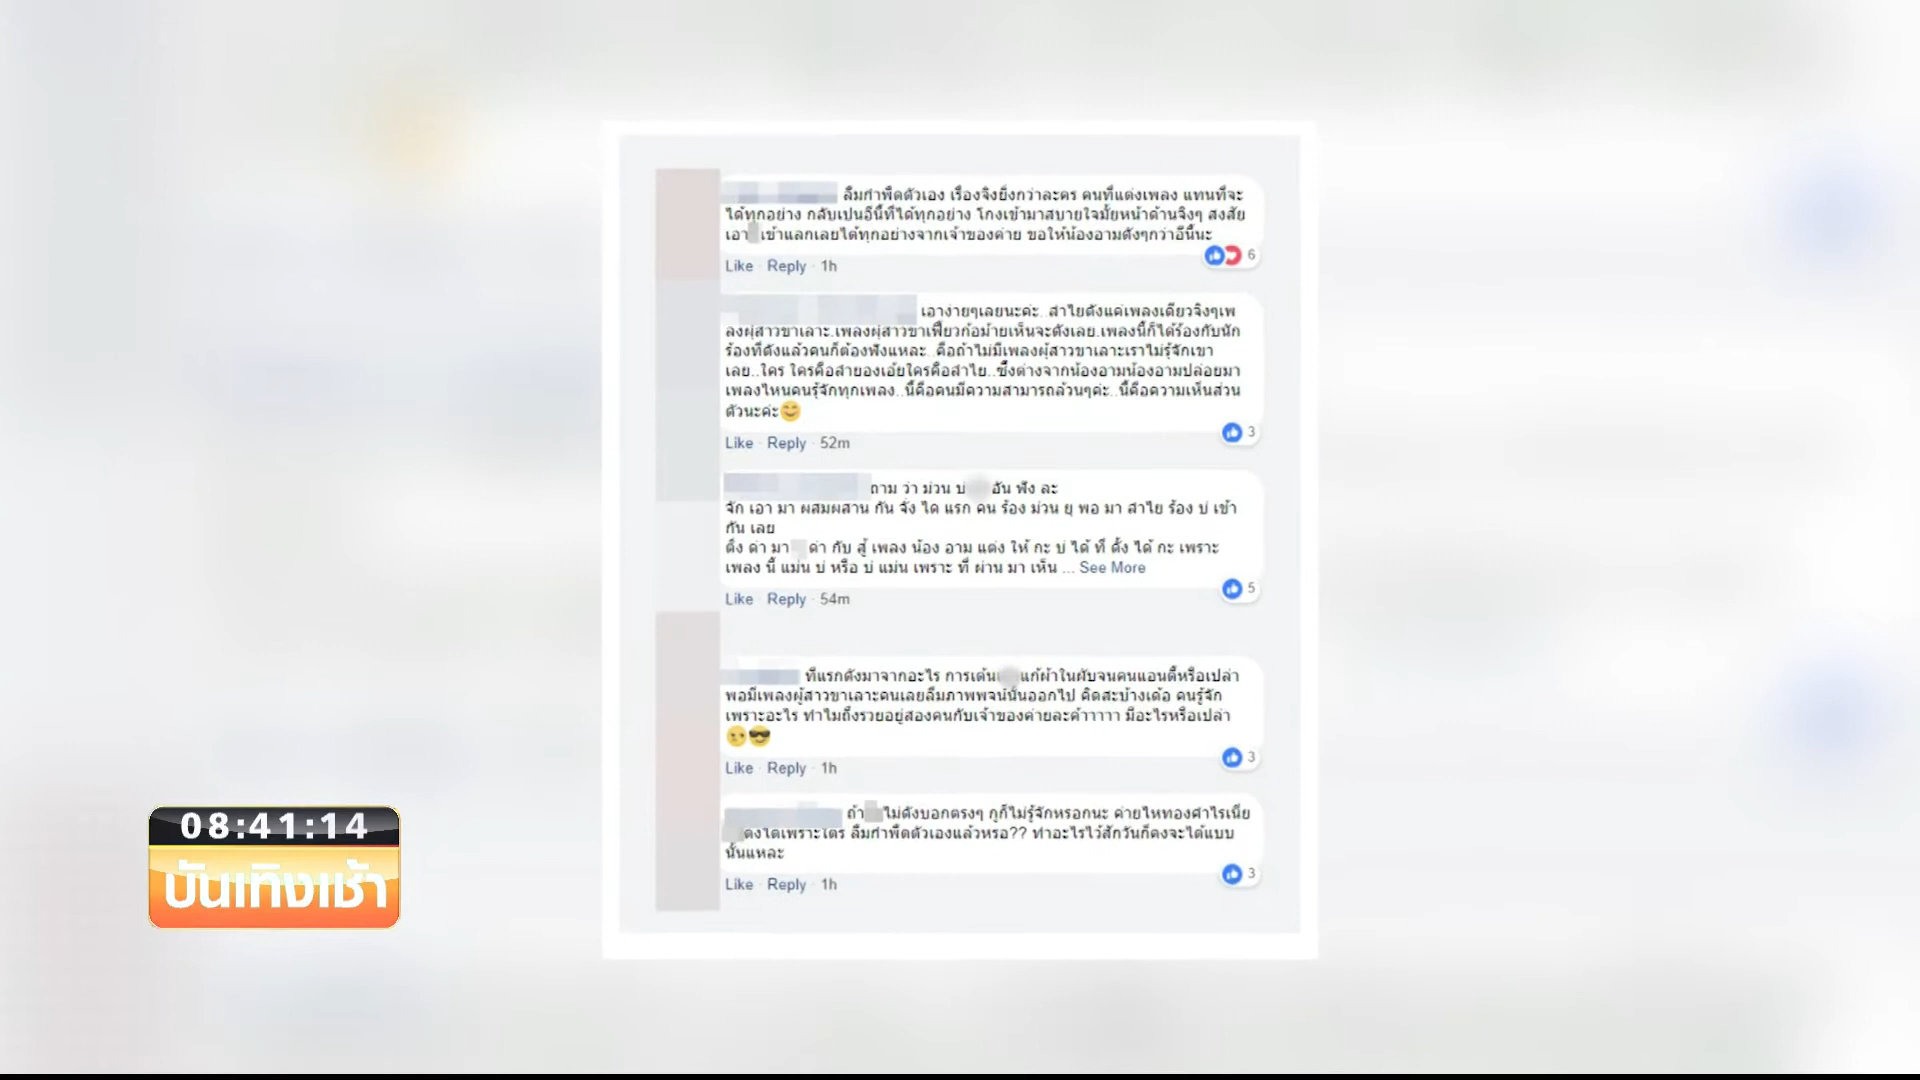 ลืมกำพืดตัวเอง เรื่องจิงยิ่งกว่าละคร คนที่แต่งเพลง แทนที่จะ
ได้ทุกอย่าง กลับเปนอีนี้ที่ได้ทุกอย่าง โกงเข้ามาสบายใจมั้ยหน้าด้านจิงๆ สงสัย
เอา เข้าแลกเลยได้ทุกอย่างจากเจ้าของค่าย ขอให้น้องอามดังๆกว่าอีนี้นะ
6
Like · Reply · 1h
เอาง่ายๆเลยนะค่ะ..ลำไยดังแค่เพลงเดียวจิงๆเพ
ลงผู้สาวขาเลาะ.เพลงผู้สาวขาเฟี้ยวก้อม้ายเห็นจะดังเลย.เพลงนี้ก็ได้ร้องกับนัก
ร้องที่ดังแล้วคนก็ต้องฟังแหละ..คือถ้าไม่มีเพลงผู้สาวขาเลาะเราไม่รู้จักเขา
เลย..ใคร ใครคือลำยองเอ้ยใครคือลำไย..ซึ่งต่างจากน้องอามน้องอามปล่อยมา
เพลงไหนคนรู้จักทุกเพลง..นี้คือคนมีความสามารถล้วนๆค่ะ..นี้คือความเห็นส่วน
ตัวนะค่ะ😊
3
Like · Reply · 52m
ถาม ว่า ม่วน บ อัน ฟัง ละ
จัก เอา มา ผสมผสาน กัน จั่ง ได แรก คน ร้อง ม่วน ยุ พอ มา ลำไย ร้อง บ่ เข้า
กัน เลย
ดึ่ง ด่า มา ด่า กับ สู้ เพลง น้อง อาม แต่ง ให้ กะ บ่ ได้ ที่ ดั้ง ได้ กะ เพราะ
เพลง นี้ แม่น บ่ หรือ บ่ แม่น เพราะ ที่ ผ่าน มา เห็น ... See More
5
Like · Reply · 54m
ที่แรกดังมาจากอะไร การเต้น แก้ผ้าในผับจนคนแอนตี้หรือเปล่า
พอมีเพลงผู้สาวขาเลาะคนเลยลืมภาพพจน์นั้นออกไป คิดสะบ้างเด้อ คนรู้จัก
เพราะอะไร ทำไมถึงรวยอยู่สองคนกับเจ้าของค่ายละค้าาาาา มีอะไรหรือเปล่า
😏😎
3
Like · Reply · 1h
ถ้า ไม่ดังบอกตรงๆ กูก็ไม่รู้จักหรอกนะ ค่ายไหทองคำไรเนี่ย
ดังได้เพราะใคร ลืมกำพืดตัวเองแล้วหรอ?? ทำอะไรไว้สักวันก็คงจะได้แบบ
นั้นแหละ
3
Like · Reply · 1h
08:41:14
บันเทิงเช้า